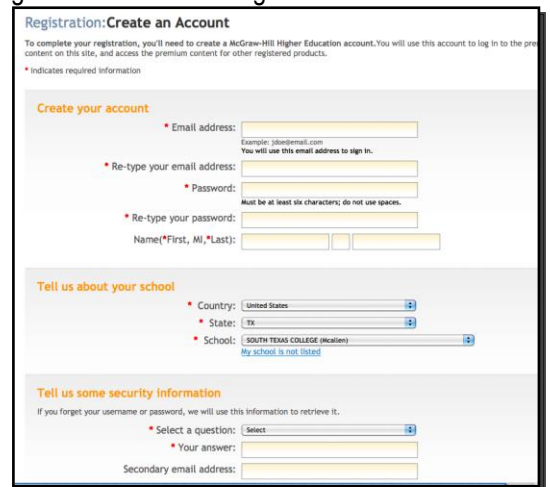 Registration:Create an Account
To complete your registration, you'll need to create a McGraw-Hill Higher Education account.You will use this account to log in to the pre
content on this site, and access the premium content for other registered products.
* Indicates required information
Create your account
* Email address:
Example: jdoe@email.com
You will use this email address to sign in.
* Re-type your email address:
* Password:
Must be at least six characters; do not use spaces.
* Re-type your password:
Name(*First, MI,*Last):
Tell us about your school
* Country: United States
* State: TX
* School: SOUTH TEXAS COLLEGE (Mcallen)
My school is not listed
Tell us some security information
If you forget your username or password, we will use this information to retrieve it.
* Select a question: Select
* Your answer:
Secondary email address: